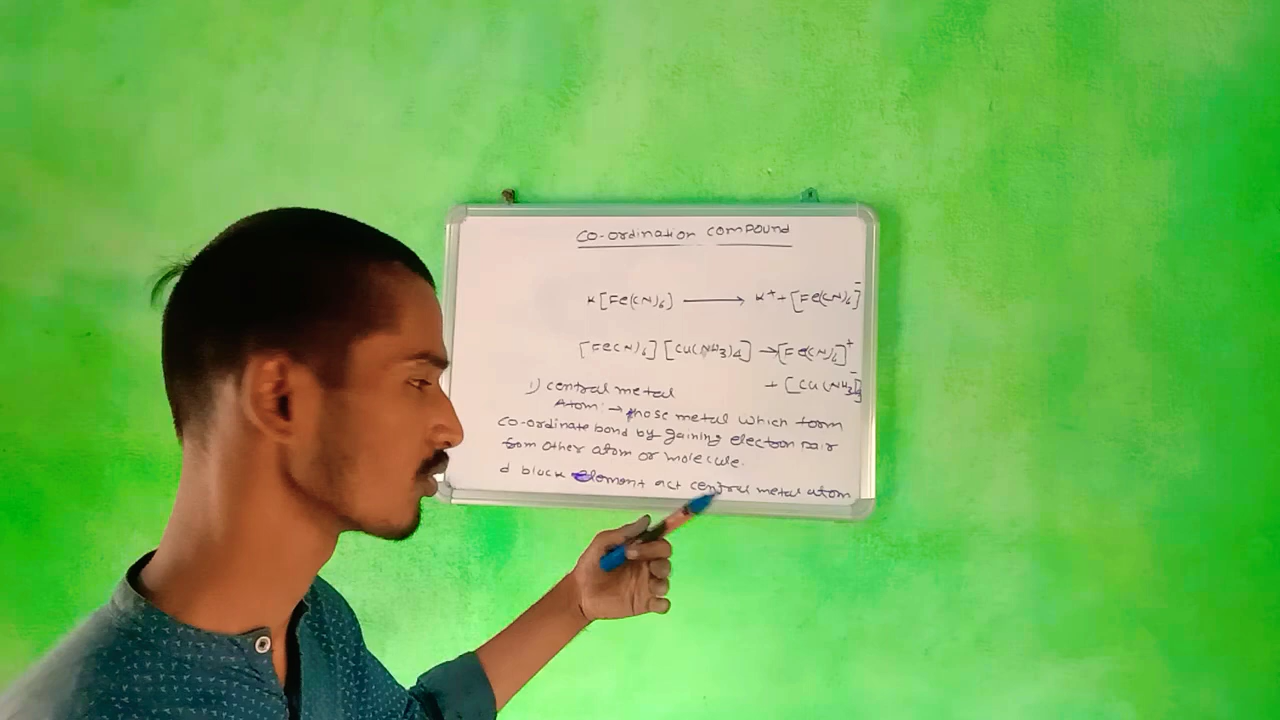 CO-ordination compound
K[Fe(CN)6] → K+ + [Fe(CN)6]-
[Fe(CN)6][Cu(NH3)4] → [Fe(CN)6]+
+ [Cu(NH3)]-
1) central metal
Atom: → those metal which form
co-ordinate bond by gaining electron pair
from other atom or molecule.
d block element act central metal atom